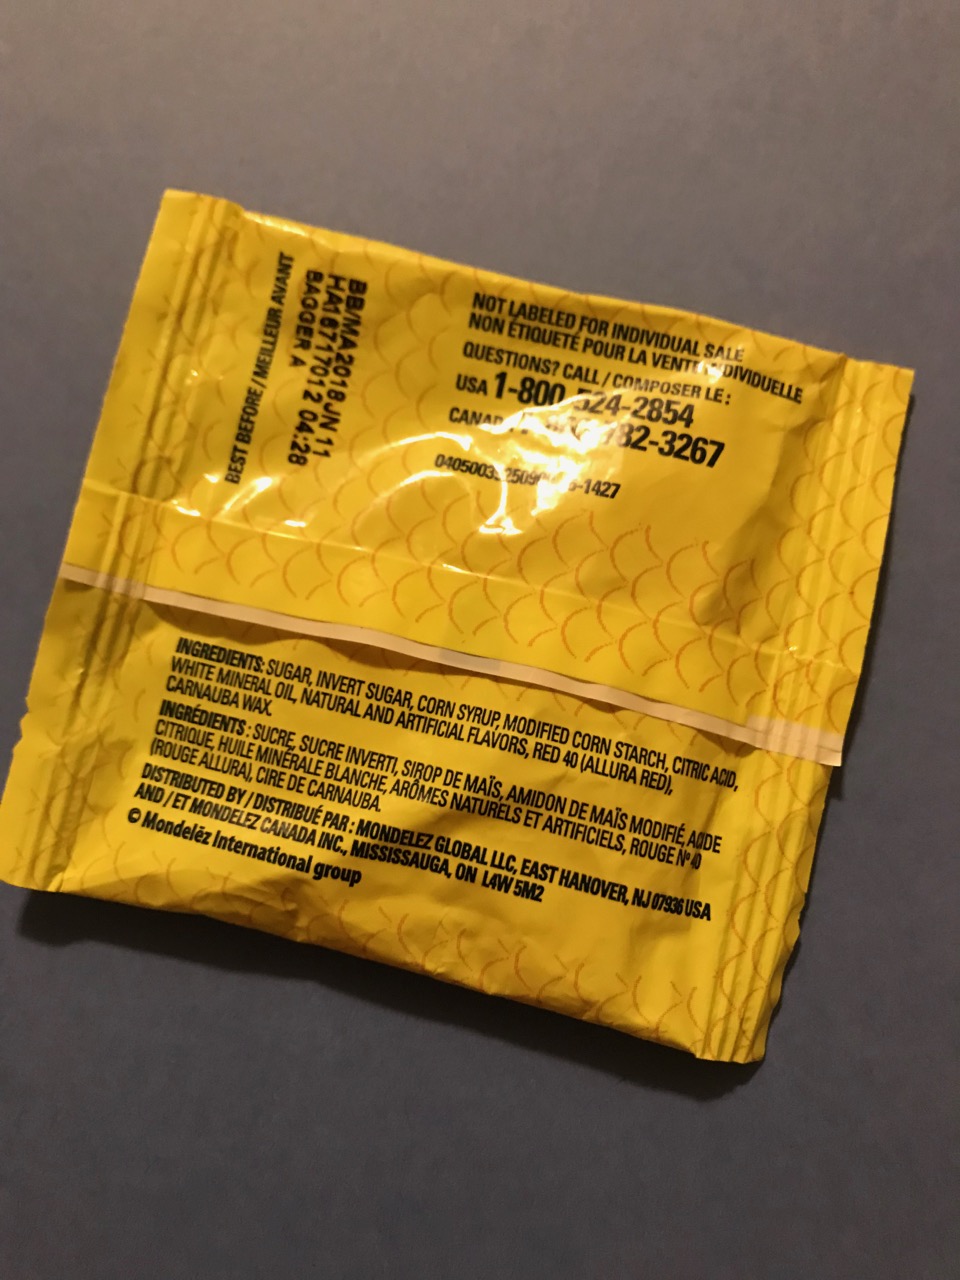 BEST BEFORE / MEILLEUR AVANT
BB/MA2018JN11
HA16717012 04:28
BAGGER A
NOT LABELED FOR INDIVIDUAL SALE
NON ÉTIQUETÉ POUR LA VENTE INDIVIDUELLE
QUESTIONS? CALL / COMPOSER LE :
USA 1-800-524-2854
782-3267
-1427
INGREDIENTS: SUGAR, INVERT SUGAR, CORN SYRUP, MODIFIED CORN STARCH, CITRIC ACID,
WHITE MINERAL OIL, NATURAL AND ARTIFICIAL FLAVORS, RED 40 (ALLURA RED),
CARNAUBA WAX.
INGRÉDIENTS : SUCRE, SUCRE INVERTI, SIROP DE MAÏS, AMIDON DE MAÏS MODIFIÉ, ACIDE
CITRIQUE, HUILE MINÉRALE BLANCHE, ARÔMES NATURELS ET ARTIFICIELS, ROUGE Nº 40
(ROUGE ALLURA), CIRE DE CARNAUBA.
DISTRIBUTED BY / DISTRIBUÉ PAR : MONDELEZ GLOBAL LLC, EAST HANOVER, NJ 07936 USA
AND / ET MONDELEZ CANADA INC., MISSISSAUGA, ON L4W 5M2
© Mondelēz International group